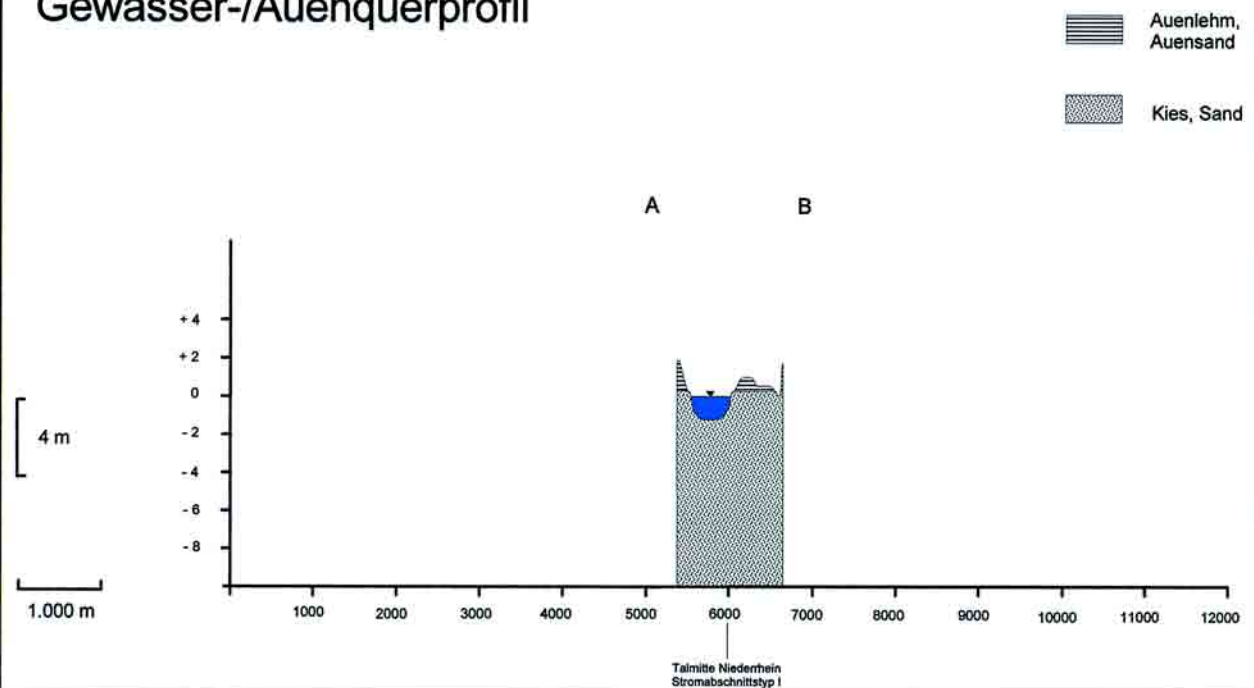 Gewässer-/Auenquerprofil
Auenlehm,
Auensand
Kies, Sand
A
B
+ 4
+ 2
0
- 2
- 4
- 6
- 8
4 m
1.000 m
1000
2000
3000
4000
5000
6000
7000
8000
9000
10000
11000
12000
Talmitte Niederrhein
Stromabschnittstyp I